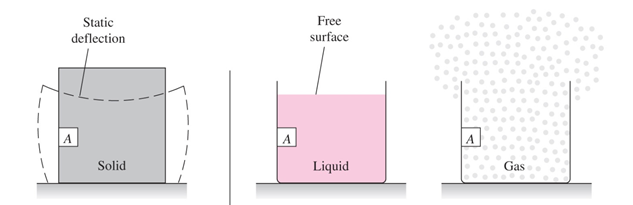 Static
deflection
Free
surface
A
Solid
A
Liquid
A
Gas